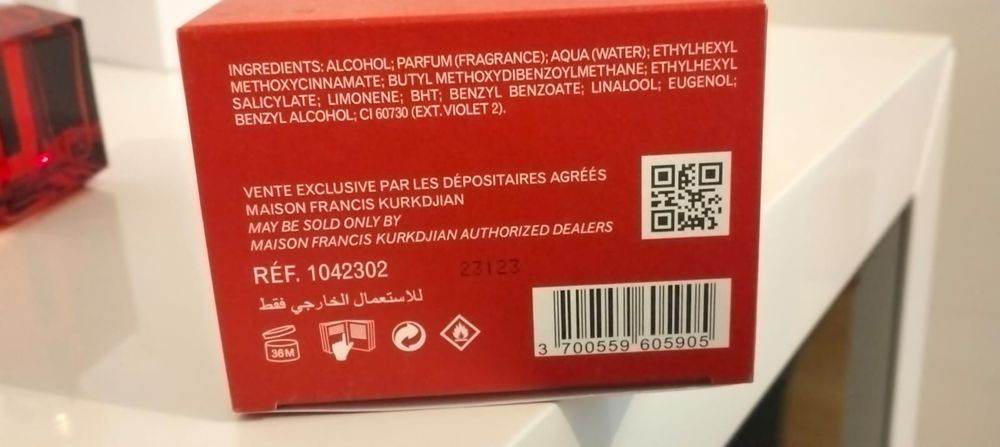 INGREDIENTS: ALCOHOL; PARFUM (FRAGRANCE); AQUA (WATER); ETHYLHEXYL
METHOXYCINNAMATE; BUTYL METHOXYDIBENZOYLMETHANE; ETHYLHEXYL
SALICYLATE; LIMONENE; BHT; BENZYL BENZOATE; LINALOOL; EUGENOL;
BENZYL ALCOHOL; CI 60730 (EXT. VIOLET 2).
VENTE EXCLUSIVE PAR LES DÉPOSITAIRES AGRÉÉS
MAISON FRANCIS KURKDJIAN
MAY BE SOLD ONLY BY
MAISON FRANCIS KURKDJIAN AUTHORIZED DEALERS
RÉF. 1042302 23123
للاستعمال الخارجي فقط
36M
3 700559 605905